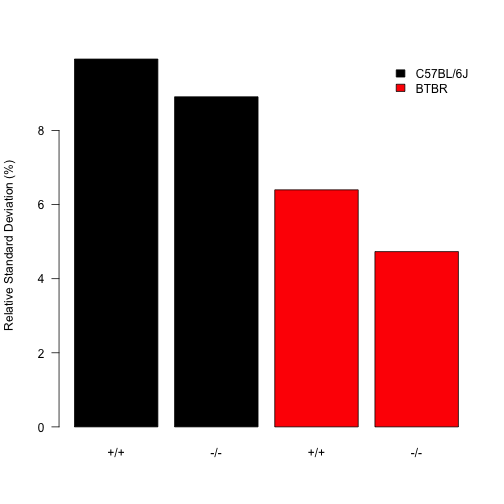 C57BL/6J
BTBR
Relative Standard Deviation (%)
8
6
4
2
0
+/+ -/- +/+ -/-